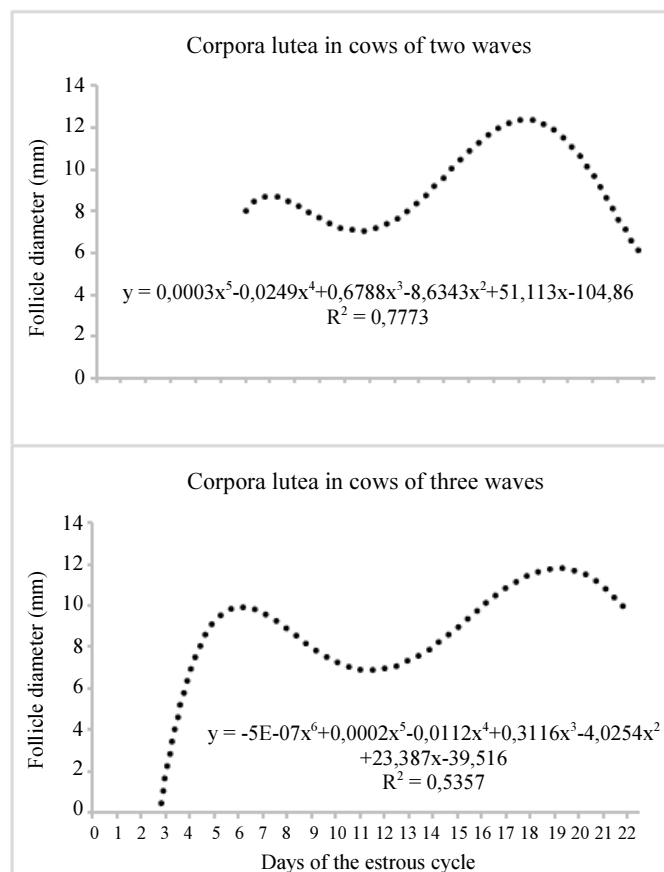 Corpora lutea in cows of two waves
14
12
10
8
6
4
2
0
Follicle diameter (mm)
y = 0,0003x⁵-0,0249x⁴+0,6788x³-8,6343x²+51,113x-104,86
R² = 0,7773
Corpora lutea in cows of three waves
14
12
10
8
6
4
2
0
Follicle diameter (mm)
y = -5E-07x⁶+0,0002x⁵-0,0112x⁴+0,3116x³-4,0254x²
+23,387x-39,516
R² = 0,5357
0 1 2 3 4 5 6 7 8 9 10 11 12 13 14 15 16 17 18 19 20 21 22
Days of the estrous cycle